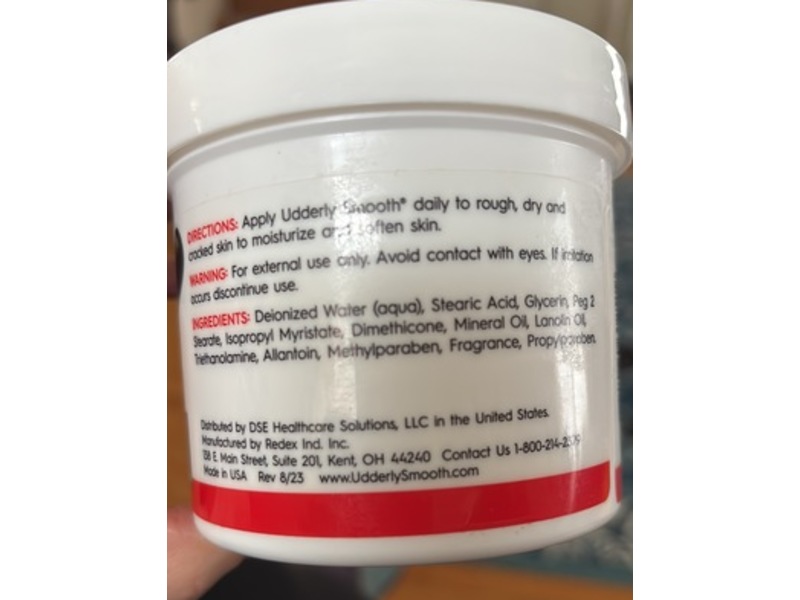 DIRECTIONS: Apply Udderly Smooth® daily to rough, dry and
cracked skin to moisturize and soften skin.
WARNING: For external use only. Avoid contact with eyes. If irritation
occurs discontinue use.
INGREDIENTS: Deionized Water (aqua), Stearic Acid, Glycerin, Peg 2
Stearate, Isopropyl Myristate, Dimethicone, Mineral Oil, Lanolin Oil,
Triethanolamine, Allantoin, Methylparaben, Fragrance, Propylparaben.
Distributed by DSE Healthcare Solutions, LLC in the United States.
Manufactured by Redex Ind. Inc.
108 E. Main Street, Suite 201, Kent, OH 44240 Contact Us
Made in USA Rev 8/23 www.UdderlySmooth.com